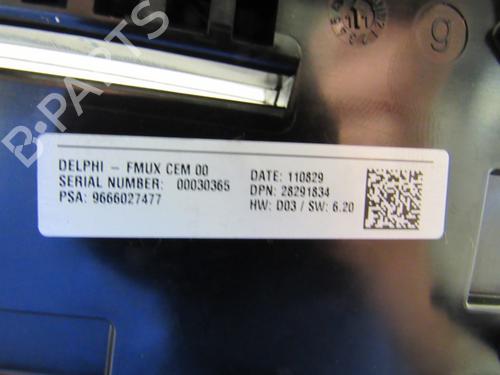 g
DELPHI – FMUX CEM 00
SERIAL NUMBER: 00030365
PSA: 9666027477
DATE: 110829
DPN: 28291834
HW: D03 / SW: 6.20
B-PARTS